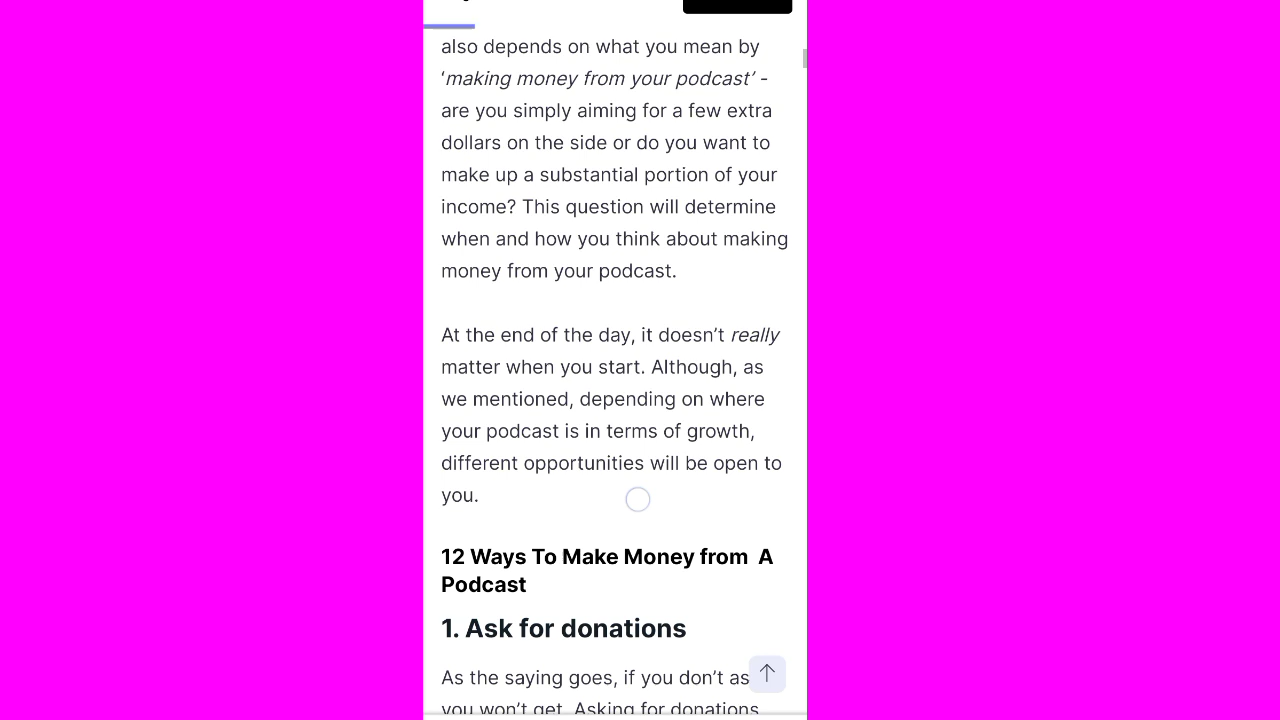 also depends on what you mean by
‘making money from your podcast’ -
are you simply aiming for a few extra
dollars on the side or do you want to
make up a substantial portion of your
income? This question will determine
when and how you think about making
money from your podcast.
At the end of the day, it doesn’t really
matter when you start. Although, as
we mentioned, depending on where
your podcast is in terms of growth,
different opportunities will be open to
you.
12 Ways To Make Money from A
Podcast
1. Ask for donations
As the saying goes, if you don’t as
you won’t get. Asking for donations